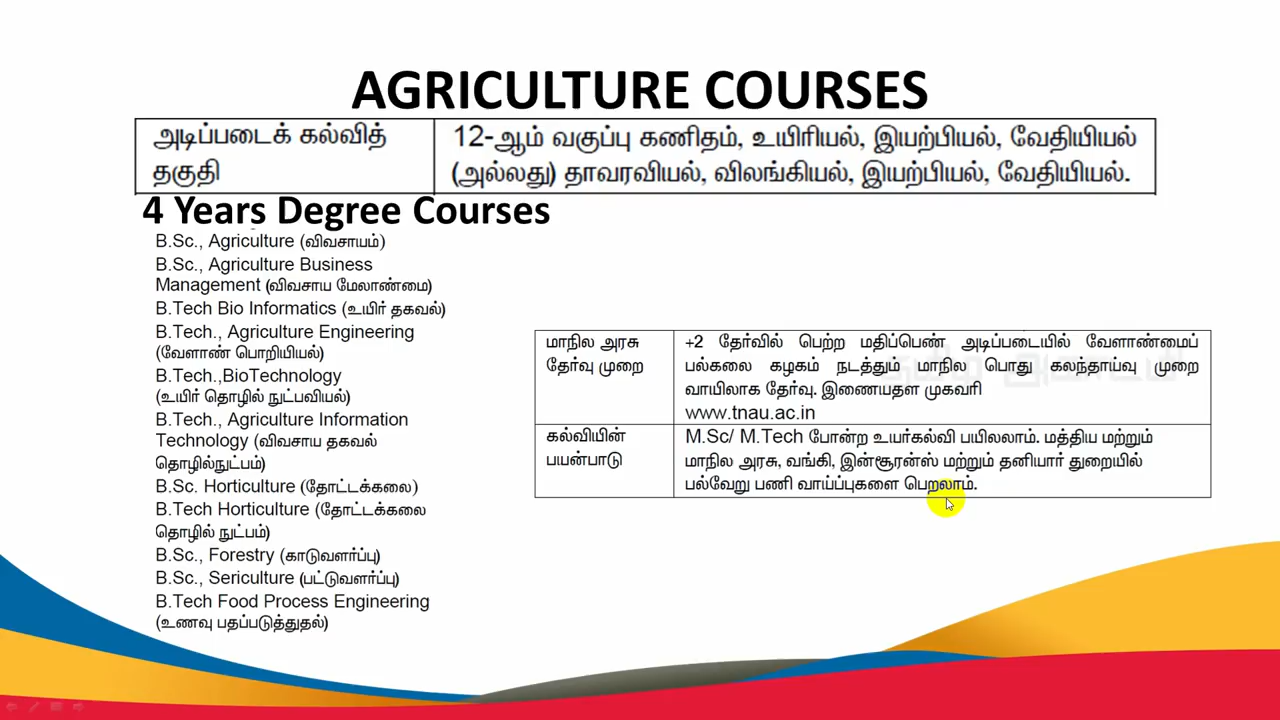 AGRICULTURE COURSES
அடிப்படைக் கல்வித்
தகுதி
12-ஆம் வகுப்பு கணிதம், உயிரியல், இயற்பியல், வேதியியல்
(அல்லது) தாவரவியல், விலங்கியல், இயற்பியல், வேதியியல்.
4 Years Degree Courses
B.Sc., Agriculture (விவசாயம்)
B.Sc., Agriculture Business
Management (விவசாய மேலாண்மை)
B.Tech Bio Informatics (உயிர் தகவல்)
B.Tech., Agriculture Engineering
(வேளாண் பொறியியல்)
B.Tech.,BioTechnology
(உயிர் தொழில் நுட்பவியல்)
B.Tech., Agriculture Information
Technology (விவசாய தகவல்
தொழில்நுட்பம்)
B.Sc. Horticulture (தோட்டக்கலை)
B.Tech Horticulture (தோட்டக்கலை
தொழில் நுட்பம்)
B.Sc., Forestry (காடுவளர்ப்பு)
B.Sc., Sericulture (பட்டுவளர்ப்பு)
B.Tech Food Process Engineering
(உணவு பதப்படுத்துதல்)
மாநில அரசு
தேர்வு முறை
+2 தேர்வில் பெற்ற மதிப்பெண் அடிப்படையில் வேளாண்மைப்
பல்கலை கழகம் நடத்தும் மாநில பொது கலந்தாய்வு முறை
வாயிலாக தேர்வு. இணையதள முகவரி
www.tnau.ac.in
கல்வியின்
பயன்பாடு
M.Sc/ M.Tech போன்ற உயர்கல்வி பயிலலாம். மத்திய மற்றும்
மாநில அரசு, வங்கி, இன்சூரன்ஸ் மற்றும் தனியார் துறையில்
பல்வேறு பணி வாய்ப்புகளை பெறலாம்.